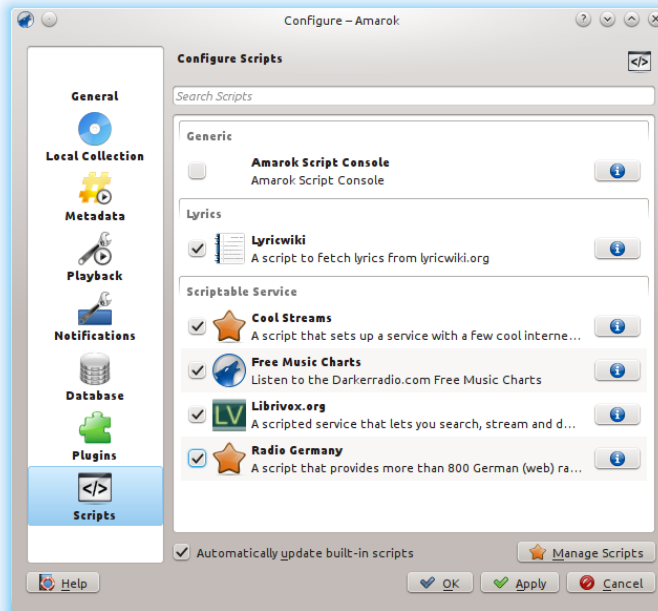 Configure – Amarok
Configure Scripts
Search Scripts
General
Local Collection
Metadata
Playback
Notifications
Database
Plugins
Scripts
Generic
Amarok Script Console
Amarok Script Console
Lyrics
Lyricwiki
A script to fetch lyrics from lyricwiki.org
Scriptable Service
Cool Streams
A script that sets up a service with a few cool interne...
Free Music Charts
Listen to the Darkerradio.com Free Music Charts
LV
Librivox.org
A scripted service that lets you search, stream and d...
Radio Germany
A script that provides more than 800 German (web) ra...
Automatically update built-in scripts
Manage Scripts
Help
OK
Apply
Cancel